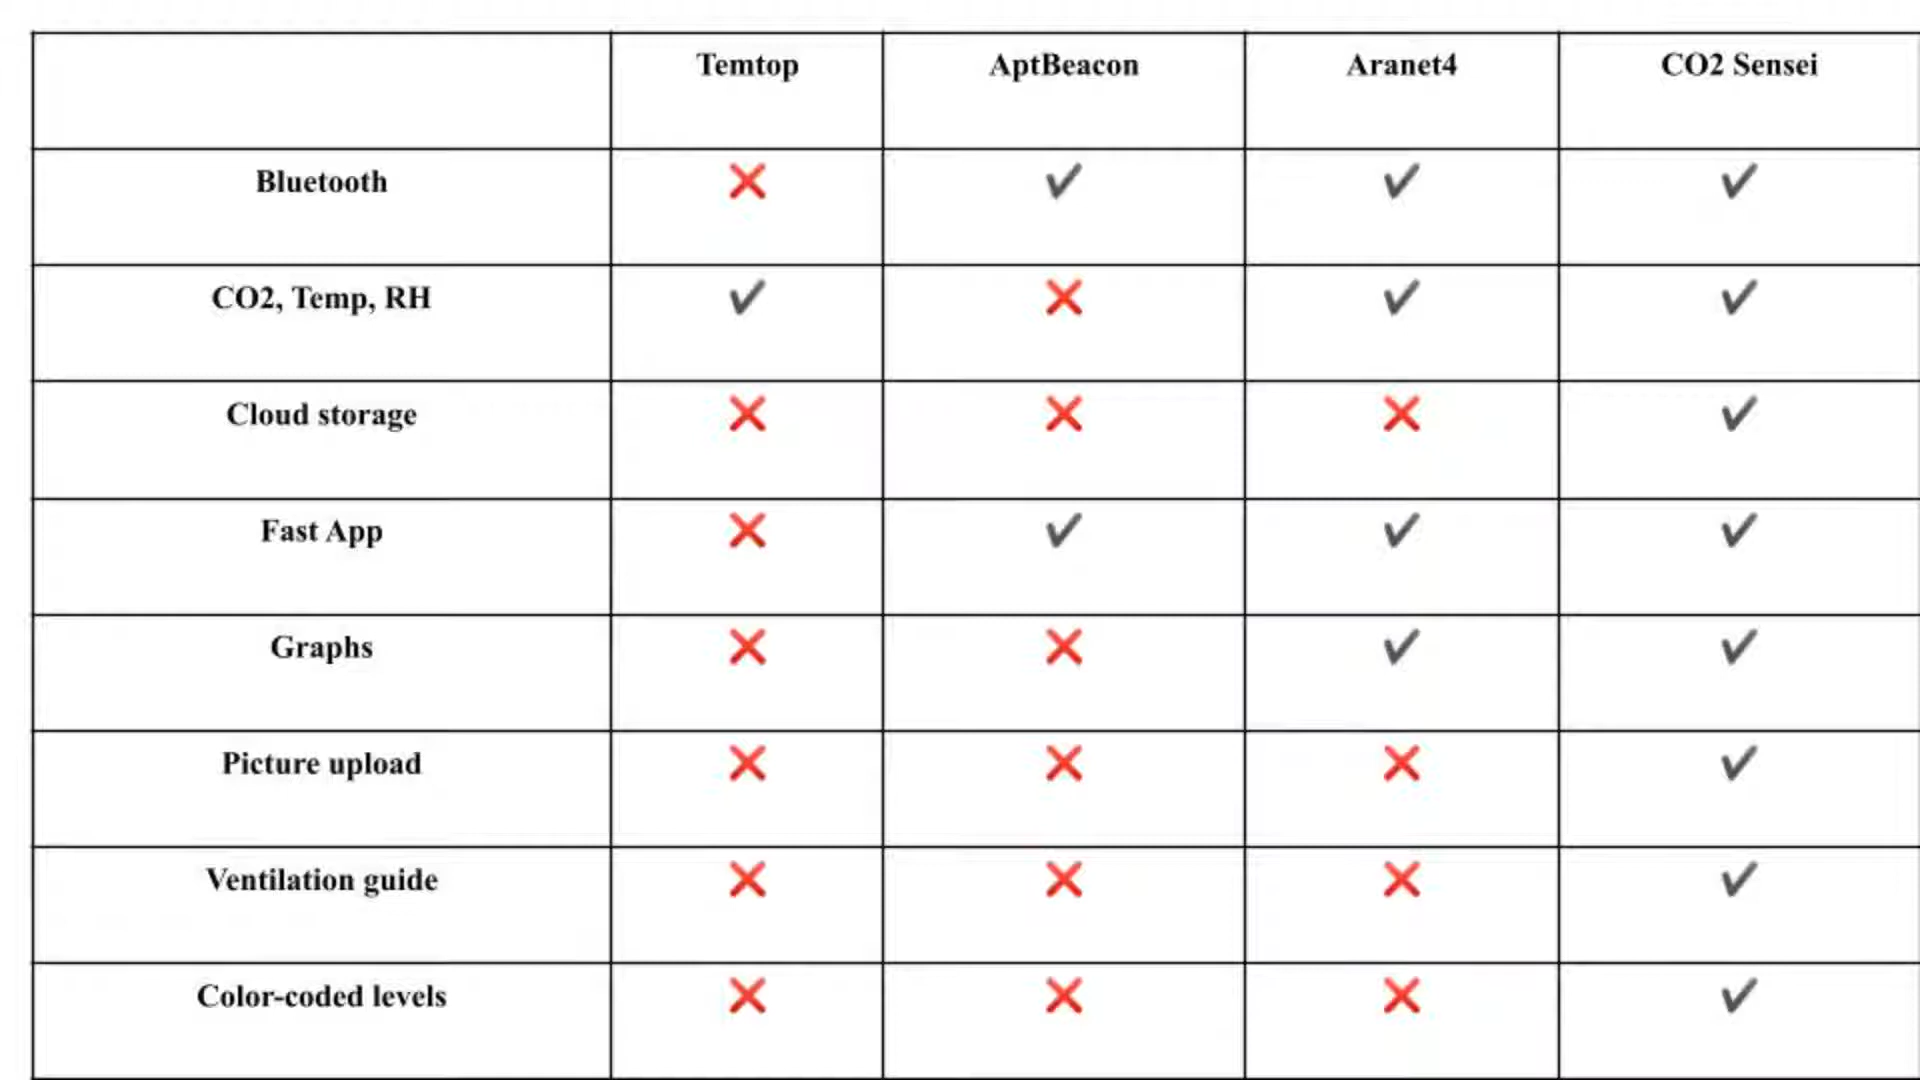 Temtop AptBeacon Aranet4 CO2 Sensei
Bluetooth ❌ ✔ ✔ ✔
CO2, Temp, RH ✔ ❌ ✔ ✔
Cloud storage ❌ ❌ ❌ ✔
Fast App ❌ ✔ ✔ ✔
Graphs ❌ ❌ ✔ ✔
Picture upload ❌ ❌ ❌ ✔
Ventilation guide ❌ ❌ ❌ ✔
Color-coded levels ❌ ❌ ❌ ✔